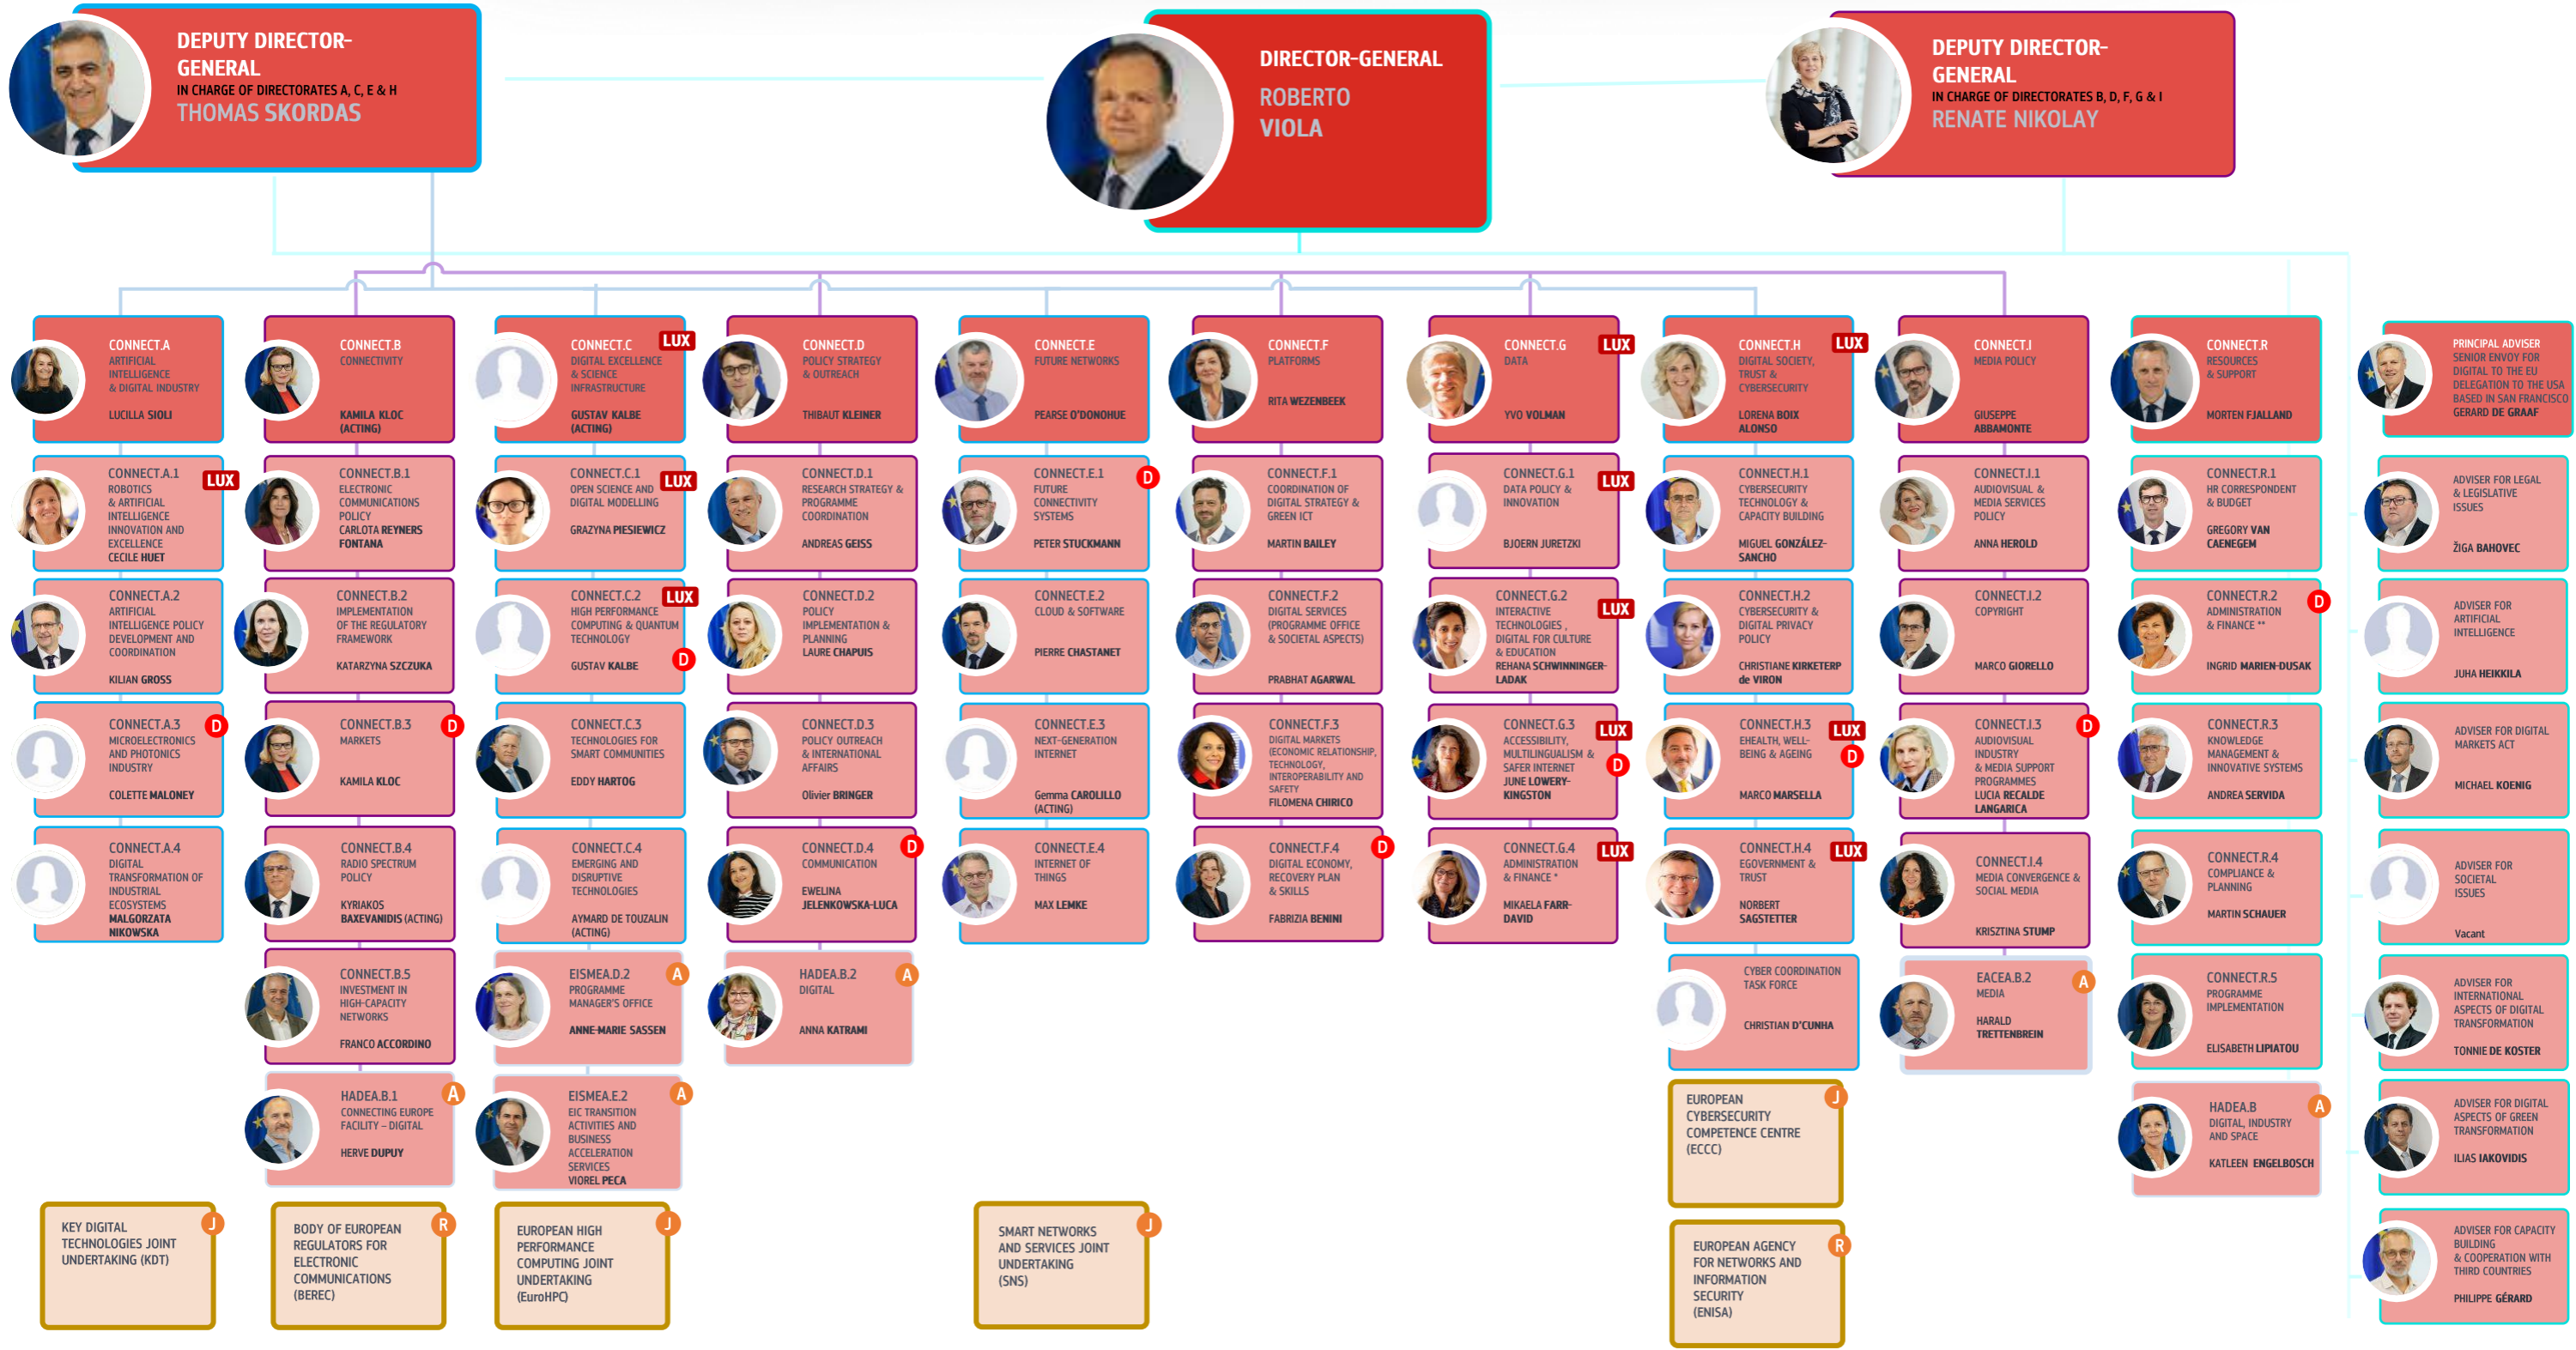 DEPUTY DIRECTOR-
GENERAL
IN CHARGE OF DIRECTORATES A, C, E & H
THOMAS SKORDAS
DIRECTOR-GENERAL
ROBERTO
VIOLA
DEPUTY DIRECTOR-
GENERAL
IN CHARGE OF DIRECTORATES B, D, F, G & I
RENATE NIKOLAY
CONNECT.A
ARTIFICIAL
INTELLIGENCE
& DIGITAL INDUSTRY
LUCILLA SIOLI
CONNECT.A.1
LUX
ROBOTICS
& ARTIFICIAL
INTELLIGENCE
INNOVATION AND
EXCELLENCE
CECILE HUET
CONNECT.A.2
ARTIFICIAL
INTELLIGENCE POLICY
DEVELOPMENT AND
COORDINATION
KILIAN GROSS
CONNECT.A.3
D
MICROELECTRONICS
AND PHOTONICS
INDUSTRY
COLETTE MALONEY
CONNECT.A.4
DIGITAL
TRANSFORMATION OF
INDUSTRIAL
ECOSYSTEMS
MALGORZATA
NIKOWSKA
KEY DIGITAL
TECHNOLOGIES JOINT
UNDERTAKING (KDT)
J
CONNECT.B
CONNECTIVITY
KAMILA KLOC
(ACTING)
CONNECT.B.1
ELECTRONIC
COMMUNICATIONS
POLICY
CARLOTA REYNERS
FONTANA
CONNECT.B.2
IMPLEMENTATION
OF THE REGULATORY
FRAMEWORK
KATARZYNA SZCZUKA
CONNECT.B.3
D
MARKETS
KAMILA KLOC
CONNECT.B.4
RADIO SPECTRUM
POLICY
KYRIAKOS
BAXEVANIDIS (ACTING)
CONNECT.B.5
INVESTMENT IN
HIGH-CAPACITY
NETWORKS
FRANCO ACCORDINO
HADEA.B.1
A
CONNECTING EUROPE
FACILITY – DIGITAL
HERVE DUPUY
BODY OF EUROPEAN
REGULATORS FOR
ELECTRONIC
COMMUNICATIONS
(BEREC)
R
CONNECT.C
LUX
DIGITAL EXCELLENCE
& SCIENCE
INFRASTRUCTURE
GUSTAV KALBE
(ACTING)
CONNECT.C.1
LUX
OPEN SCIENCE AND
DIGITAL MODELLING
GRAZYNA PIESIEWICZ
CONNECT.C.2
LUX
HIGH PERFORMANCE
COMPUTING & QUANTUM
TECHNOLOGY
GUSTAV KALBE
D
CONNECT.C.3
TECHNOLOGIES FOR
SMART COMMUNITIES
EDDY HARTOG
CONNECT.C.4
EMERGING AND
DISRUPTIVE
TECHNOLOGIES
AYMARD DE TOUZALIN
(ACTING)
EISMEA.D.2
A
PROGRAMME
MANAGER'S OFFICE
ANNE-MARIE SASSEN
EISMEA.E.2
A
EIC TRANSITION
ACTIVITIES AND
BUSINESS
ACCELERATION
SERVICES
VIOREL PECA
EUROPEAN HIGH
PERFORMANCE
COMPUTING JOINT
UNDERTAKING
(EuroHPC)
J
CONNECT.D
POLICY STRATEGY
& OUTREACH
THIBAUT KLEINER
CONNECT.D.1
RESEARCH STRATEGY &
PROGRAMME
COORDINATION
ANDREAS GEISS
CONNECT.D.2
POLICY
IMPLEMENTATION &
PLANNING
LAURE CHAPUIS
CONNECT.D.3
POLICY OUTREACH
& INTERNATIONAL
AFFAIRS
Olivier BRINGER
CONNECT.D.4
D
COMMUNICATION
EWELINA
JELENKOWSKA-LUCA
HADEA.B.2
A
DIGITAL
ANNA KATRAMI
CONNECT.E
FUTURE NETWORKS
PEARSE O'DONOHUE
CONNECT.E.1
D
FUTURE
CONNECTIVITY
SYSTEMS
PETER STUCKMANN
CONNECT.E.2
CLOUD & SOFTWARE
PIERRE CHASTANET
CONNECT.E.3
NEXT-GENERATION
INTERNET
Gemma CAROLILLO
(ACTING)
CONNECT.E.4
INTERNET OF
THINGS
MAX LEMKE
SMART NETWORKS
AND SERVICES JOINT
UNDERTAKING
(SNS)
J
CONNECT.F
PLATFORMS
RITA WEZENBEEK
CONNECT.F.1
COORDINATION OF
DIGITAL STRATEGY &
GREEN ICT
MARTIN BAILEY
CONNECT.F.2
DIGITAL SERVICES
(PROGRAMME OFFICE
& SOCIETAL ASPECTS)
PRABHAT AGARWAL
CONNECT.F.3
DIGITAL MARKETS
(ECONOMIC RELATIONSHIP,
TECHNOLOGY,
INTEROPERABILITY AND
SAFETY
FILOMENA CHIRICO
CONNECT.F.4
D
DIGITAL ECONOMY,
RECOVERY PLAN
& SKILLS
FABRIZIA BENINI
CONNECT.G
LUX
DATA
YVO VOLMAN
CONNECT.G.1
LUX
DATA POLICY &
INNOVATION
BJOERN JURETZKI
CONNECT.G.2
LUX
INTERACTIVE
TECHNOLOGIES ,
DIGITAL FOR CULTURE
& EDUCATION
REHANA SCHWINNINGER-
LADAK
CONNECT.G.3
LUX
ACCESSIBILITY,
MULTILINGUALISM &
SAFER INTERNET
D
JUNE LOWERY-
KINGSTON
CONNECT.G.4
LUX
ADMINISTRATION
& FINANCE *
MIKAELA FARR-
DAVID
CONNECT.H
LUX
DIGITAL SOCIETY,
TRUST &
CYBERSECURITY
LORENA BOIX
ALONSO
CONNECT.H.1
CYBERSECURITY
TECHNOLOGY &
CAPACITY BUILDING
MIGUEL GONZÁLEZ-
SANCHO
CONNECT.H.2
CYBERSECURITY &
DIGITAL PRIVACY
POLICY
CHRISTIANE KIRKETERP
de VIRON
CONNECT.H.3
LUX
EHEALTH, WELL-
BEING & AGEING
D
MARCO MARSELLA
CONNECT.H.4
LUX
EGOVERNMENT &
TRUST
NORBERT
SAGSTETTER
CYBER COORDINATION
TASK FORCE
CHRISTIAN D'CUNHA
EUROPEAN
CYBERSECURITY
COMPETENCE CENTRE
(ECCC)
J
EUROPEAN AGENCY
FOR NETWORKS AND
INFORMATION
SECURITY
(ENISA)
R
CONNECT.I
MEDIA POLICY
GIUSEPPE
ABBAMONTE
CONNECT.I.1
AUDIOVISUAL &
MEDIA SERVICES
POLICY
ANNA HEROLD
CONNECT.I.2
COPYRIGHT
MARCO GIORELLO
CONNECT.I.3
D
AUDIOVISUAL
INDUSTRY
& MEDIA SUPPORT
PROGRAMMES
LUCIA RECALDE
LANGARICA
CONNECT.I.4
MEDIA CONVERGENCE &
SOCIAL MEDIA
KRISZTINA STUMP
EACEA.B.2
A
MEDIA
HARALD
TRETTENBREIN
CONNECT.R
RESOURCES
& SUPPORT
MORTEN FJALLAND
CONNECT.R.1
HR CORRESPONDENT
& BUDGET
GREGORY VAN
CAENEGEM
CONNECT.R.2
D
ADMINISTRATION
& FINANCE **
INGRID MARIEN-DUSAK
CONNECT.R.3
KNOWLEDGE
MANAGEMENT &
INNOVATIVE SYSTEMS
ANDREA SERVIDA
CONNECT.R.4
COMPLIANCE &
PLANNING
MARTIN SCHAUER
CONNECT.R.5
PROGRAMME
IMPLEMENTATION
ELISABETH LIPIATOU
HADEA.B
A
DIGITAL, INDUSTRY
AND SPACE
KATLEEN ENGELBOSCH
PRINCIPAL ADVISER
SENIOR ENVOY FOR
DIGITAL TO THE EU
DELEGATION TO THE USA
BASED IN SAN FRANCISCO
GERARD DE GRAAF
ADVISER FOR LEGAL
& LEGISLATIVE
ISSUES
ŽIGA BAHOVEC
ADVISER FOR
ARTIFICIAL
INTELLIGENCE
JUHA HEIKKILA
ADVISER FOR DIGITAL
MARKETS ACT
MICHAEL KOENIG
ADVISER FOR
SOCIETAL
ISSUES
Vacant
ADVISER FOR
INTERNATIONAL
ASPECTS OF DIGITAL
TRANSFORMATION
TONNIE DE KOSTER
ADVISER FOR DIGITAL
ASPECTS OF GREEN
TRANSFORMATION
ILIAS IAKOVIDIS
ADVISER FOR CAPACITY
BUILDING
& COOPERATION WITH
THIRD COUNTRIES
PHILIPPE GÉRARD